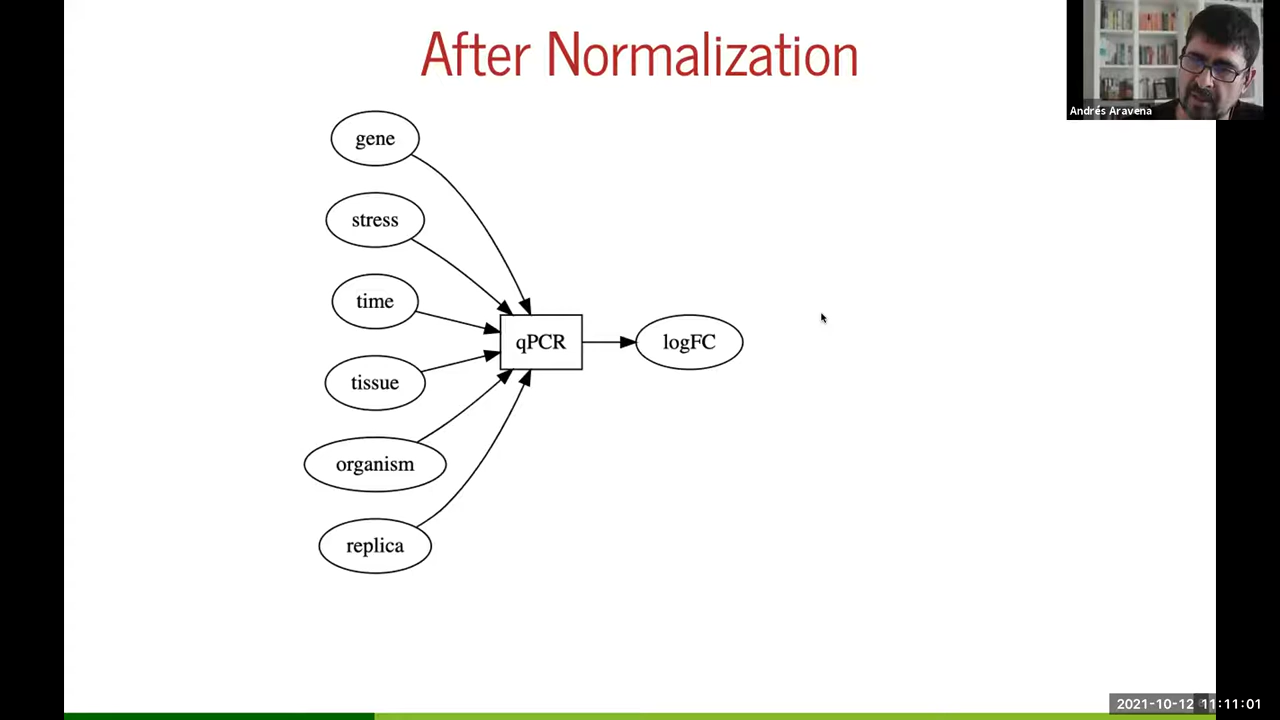 After Normalization
Andrés Aravena
gene
stress
time
qPCR
logFC
tissue
organism
replica
2021-10-12 11:11:01